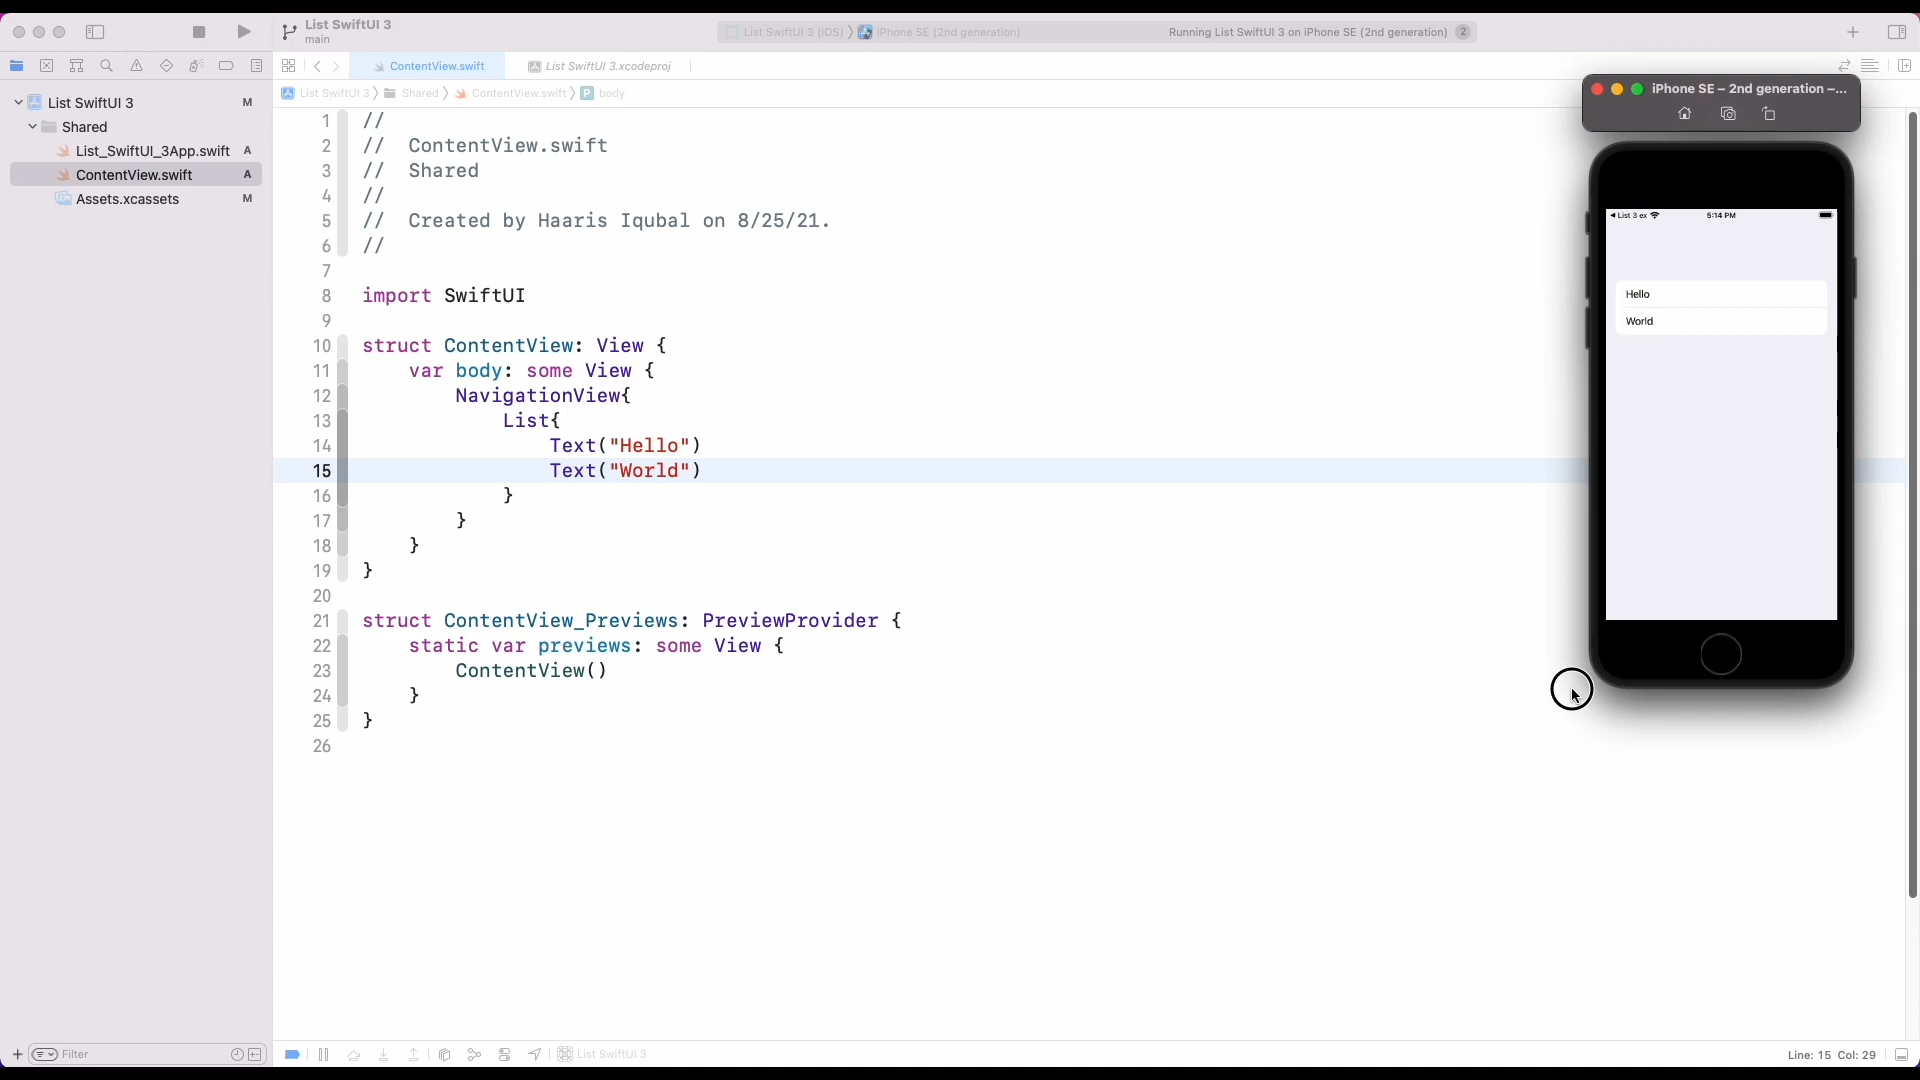 List SwiftUI 3
main
List SwiftUI 3 (iOS) 〉 iPhone SE (2nd generation)
Running List SwiftUI 3 on iPhone SE (2nd generation) 2
ContentView.swift
List SwiftUI 3.xcodeproj
List SwiftUI 3 〉 Shared 〉 ContentView.swift 〉 P body
List SwiftUI 3 M
Shared
List_SwiftUI_3App.swift A
ContentView.swift A
Assets.xcassets M
1 //
2 //  ContentView.swift
3 //  Shared
4 //
5 //  Created by Haaris Iqubal on 8/25/21.
6 //
7
8 import SwiftUI
9
10 struct ContentView: View {
11     var body: some View {
12         NavigationView{
13             List{
14                 Text("Hello")
15                 Text("World")
16             }
17         }
18     }
19 }
20
21 struct ContentView_Previews: PreviewProvider {
22     static var previews: some View {
23         ContentView()
24     }
25 }
26
iPhone SE – 2nd generation –...
List 3 ex 5:14 PM
Hello
World
Filter
List SwiftUI 3
Line: 15 Col: 29